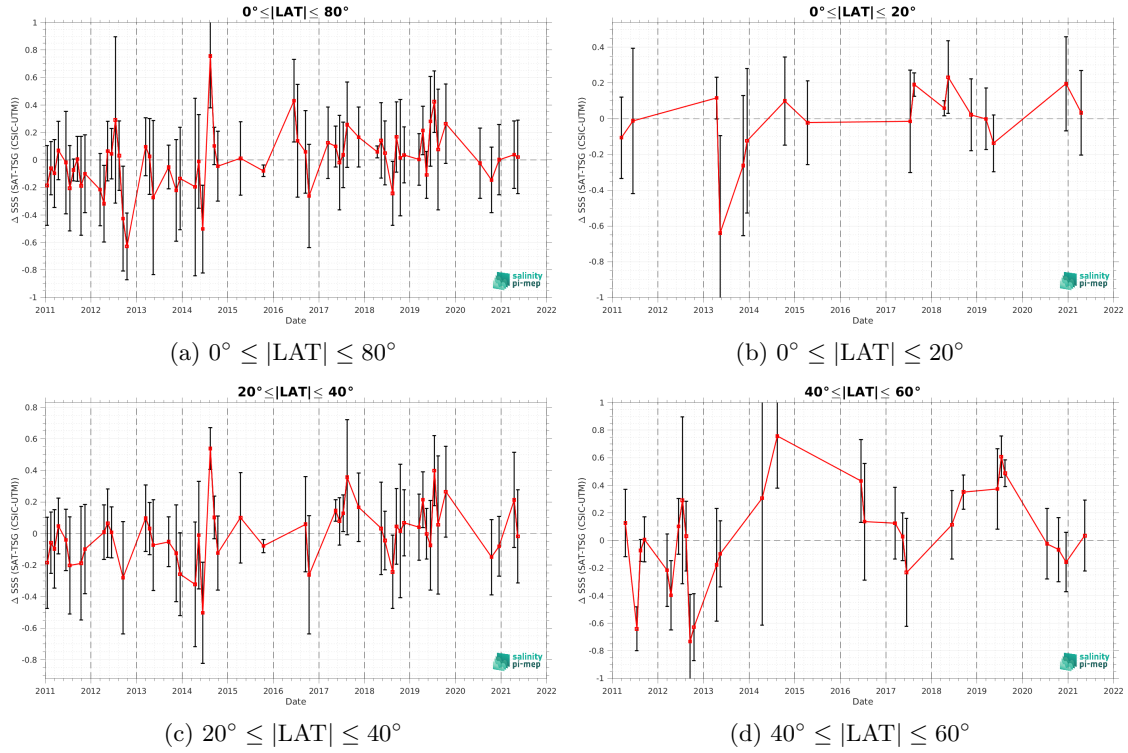 0°≤|LAT|≤ 80°
Δ SSS (SAT-TSG (CSIC-UTM))
1
0.8
0.6
0.4
0.2
0
-0.2
-0.4
-0.6
-0.8
-1
2011 2012 2013 2014 2015 2016 2017 2018 2019 2020 2021 2022
Date
salinity
pi-mep
(a) 0° ≤ |LAT| ≤ 80°
0°≤|LAT|≤ 20°
Δ SSS (SAT-TSG (CSIC-UTM))
0.4
0.2
0
-0.2
-0.4
-0.6
-0.8
-1
2011 2012 2013 2014 2015 2016 2017 2018 2019 2020 2021 2022
Date
salinity
pi-mep
(b) 0° ≤ |LAT| ≤ 20°
20°≤|LAT|≤ 40°
Δ SSS (SAT-TSG (CSIC-UTM))
0.8
0.6
0.4
0.2
0
-0.2
-0.4
-0.6
-0.8
2011 2012 2013 2014 2015 2016 2017 2018 2019 2020 2021 2022
Date
salinity
pi-mep
(c) 20° ≤ |LAT| ≤ 40°
40°≤|LAT|≤ 60°
Δ SSS (SAT-TSG (CSIC-UTM))
1
0.8
0.6
0.4
0.2
0
-0.2
-0.4
-0.6
-0.8
-1
2011 2012 2013 2014 2015 2016 2017 2018 2019 2020 2021 2022
Date
salinity
pi-mep
(d) 40° ≤ |LAT| ≤ 60°